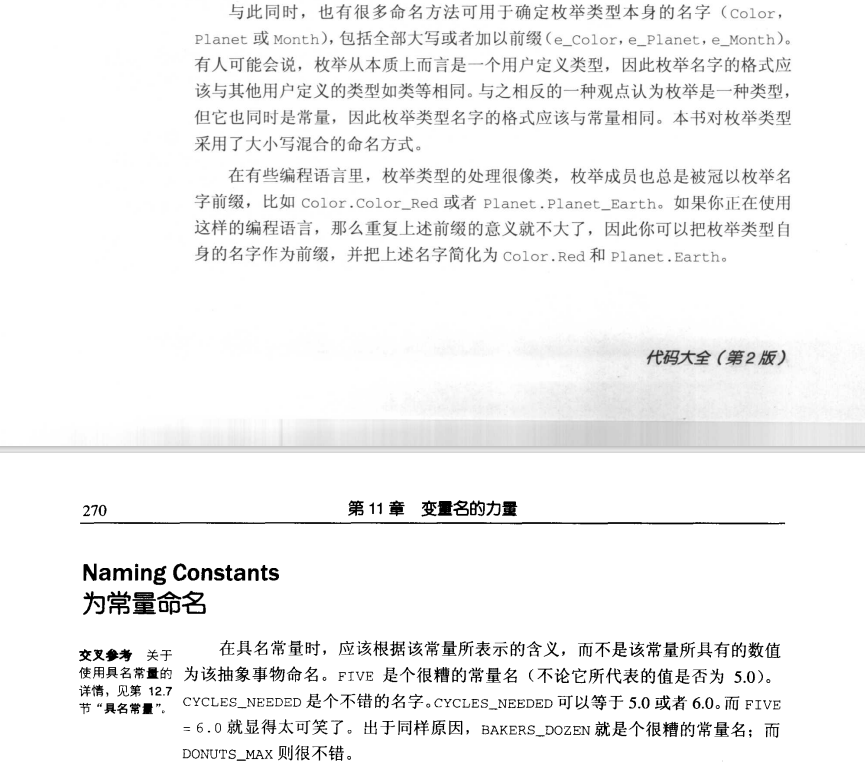 与此同时，也有很多命名方法可用于确定枚举类型本身的名字（Color，
Planet 或 Month），包括全部大写或者加以前缀（e_Color，e_Planet，e_Month）。
有人可能会说，枚举从本质上而言是一个用户定义类型，因此枚举名字的格式应
该与其他用户定义的类型如类等相同。与之相反的一种观点认为枚举是一种类型，
但它也同时是常量，因此枚举类型名字的格式应该与常量相同。本书对枚举类型
采用了大小写混合的命名方式。
在有些编程语言里，枚举类型的处理很像类，枚举成员也总是被冠以枚举名
字前缀，比如 Color.Color_Red 或者 Planet.Planet_Earth。如果你正在使用
这样的编程语言，那么重复上述前缀的意义就不大了，因此你可以把枚举类型自
身的名字作为前缀，并把上述名字简化为 Color.Red 和 Planet.Earth。
代码大全（第2版）
270
第 11 章 变量名的力量
Naming Constants
为常量命名
交叉参考 关于
使用具名常量的
详情，见第 12.7
节“具名常量”。
在具名常量时，应该根据该常量所表示的含义，而不是该常量所具有的数值
为该抽象事物命名。FIVE 是个很糟的常量名（不论它所代表的值是否为 5.0）。
CYCLES_NEEDED 是个不错的名字。CYCLES_NEEDED 可以等于 5.0 或者 6.0。而 FIVE
= 6.0 就显得太可笑了。出于同样原因，BAKERS_DOZEN 就是个很糟的常量名；而
DONUTS_MAX 则很不错。